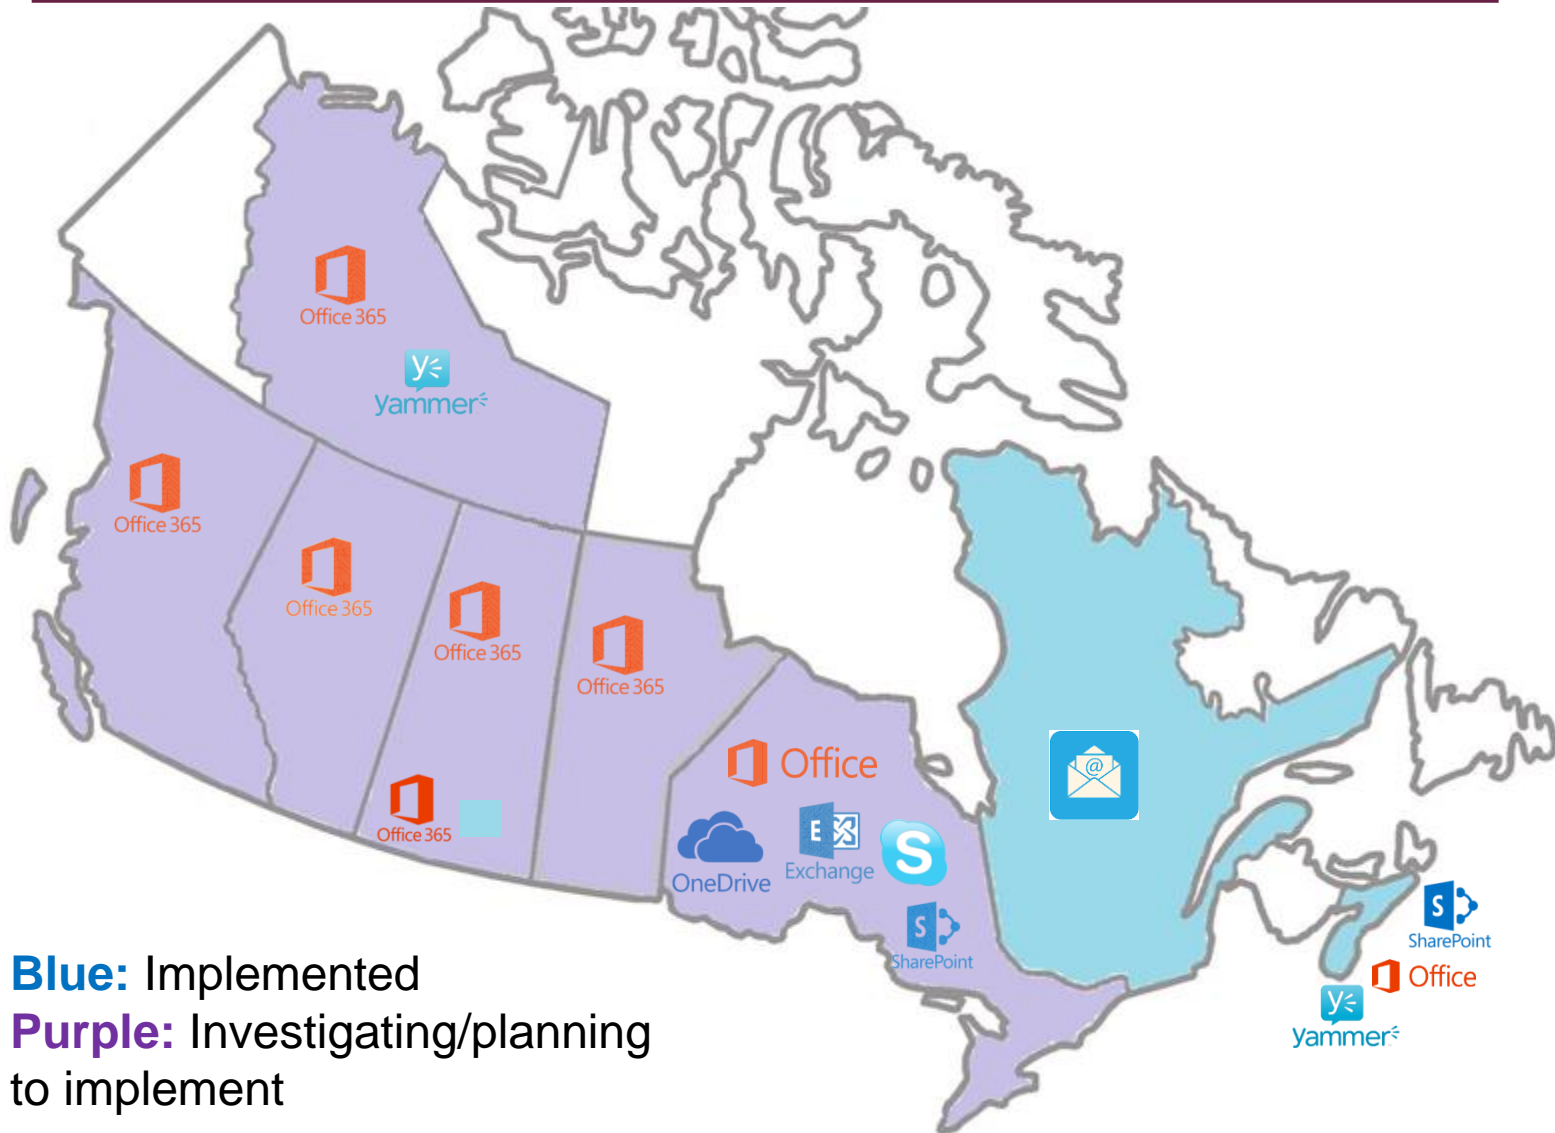 Office 365
yammer
Office 365
Office 365
Office 365
Office 365
Office
Office 365
OneDrive
E
Exchange
S
@
S
SharePoint
S
SharePoint
Office
y
yammer
Blue: Implemented
Purple: Investigating/planning
to implement